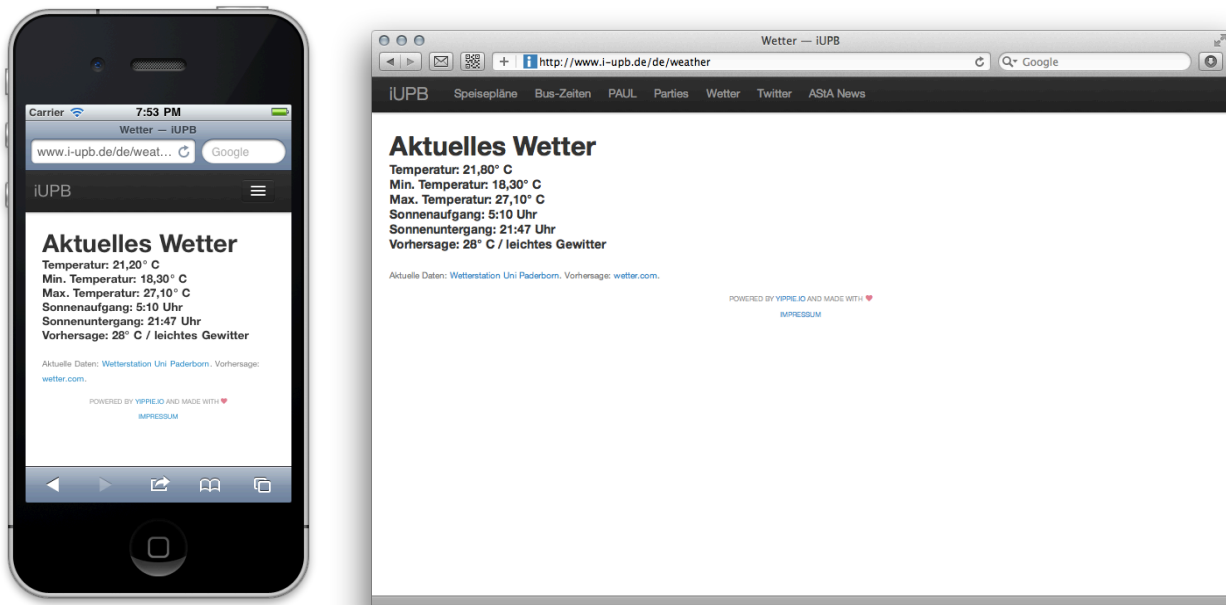 Carrier 7:53 PM
Wetter — iUPB
www.i-upb.de/de/weat... Google
iUPB
Aktuelles Wetter
Temperatur: 21,20° C
Min. Temperatur: 18,30° C
Max. Temperatur: 27,10° C
Sonnenaufgang: 5:10 Uhr
Sonnenuntergang: 21:47 Uhr
Vorhersage: 28° C / leichtes Gewitter
Aktuelle Daten: Wetterstation Uni Paderborn. Vorhersage:
wetter.com.
POWERED BY YIPPIE.IO AND MADE WITH ❤
IMPRESSUM
Wetter — iUPB
http://www.i-upb.de/de/weather Google
iUPB Speisepläne Bus-Zeiten PAUL Parties Wetter Twitter AStA News
Aktuelles Wetter
Temperatur: 21,80° C
Min. Temperatur: 18,30° C
Max. Temperatur: 27,10° C
Sonnenaufgang: 5:10 Uhr
Sonnenuntergang: 21:47 Uhr
Vorhersage: 28° C / leichtes Gewitter
Aktuelle Daten: Wetterstation Uni Paderborn. Vorhersage: wetter.com.
POWERED BY YIPPIE.IO AND MADE WITH ❤
IMPRESSUM